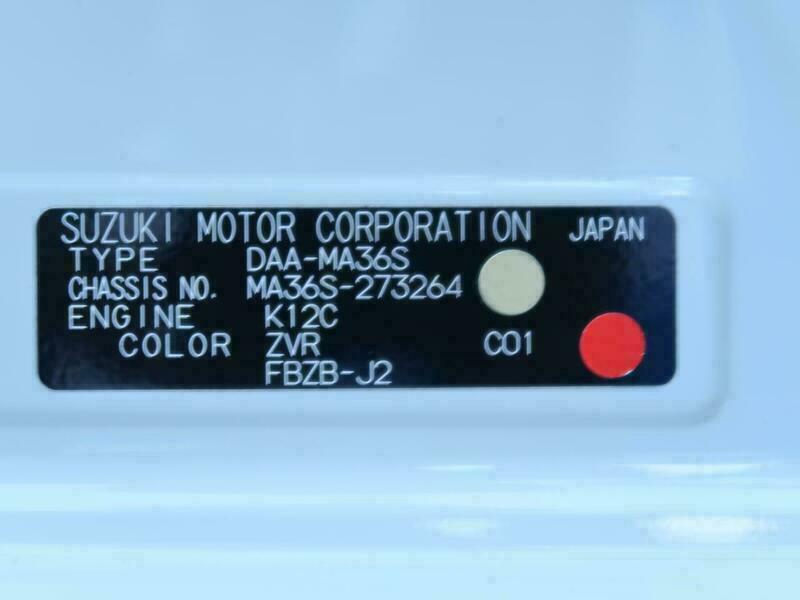 SUZUKI MOTOR CORPORATION JAPAN
TYPE DAA-MA36S
CHASSIS NO. MA36S-273264
ENGINE K12C
COLOR ZVR C01
FBZB-J2